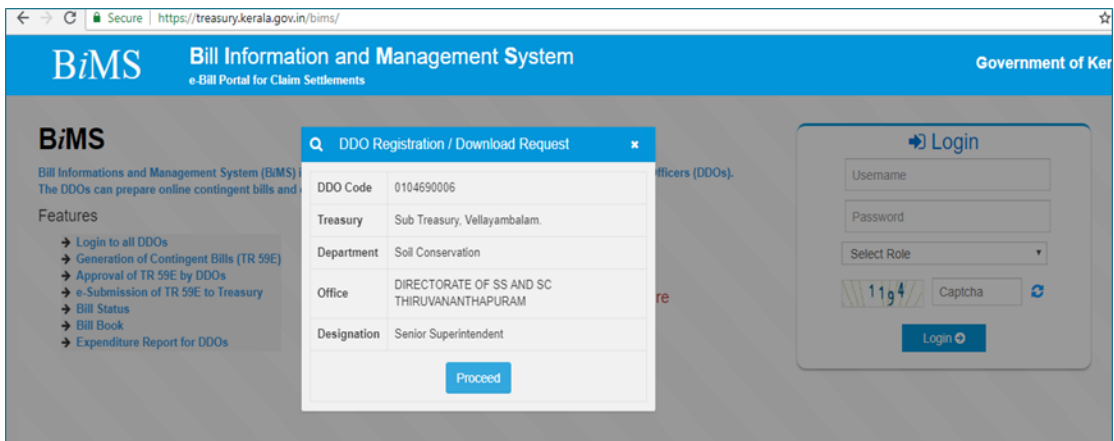 Secure | https://treasury.kerala.gov.in/bims/
BiMS
Bill Information and Management System
e-Bill Portal for Claim Settlements
Government of Ker
BiMS
Bill Informations and Management System (BiMS) i
fficers (DDOs).
The DDOs can prepare online contingent bills and
Features
Login to all DDOs
Generation of Contingent Bills (TR 59E)
Approval of TR 59E by DDOs
e-Submission of TR 59E to Treasury
Bill Status
Bill Book
Expenditure Report for DDOs
DDO Registration / Download Request ×
DDO Code 0104690006
Treasury Sub Treasury, Vellayambalam.
Department Soil Conservation
Office DIRECTORATE OF SS AND SC
THIRUVANANTHAPURAM
Designation Senior Superintendent
Proceed
re
Login
Username
Password
Select Role
1194 Captcha
Login